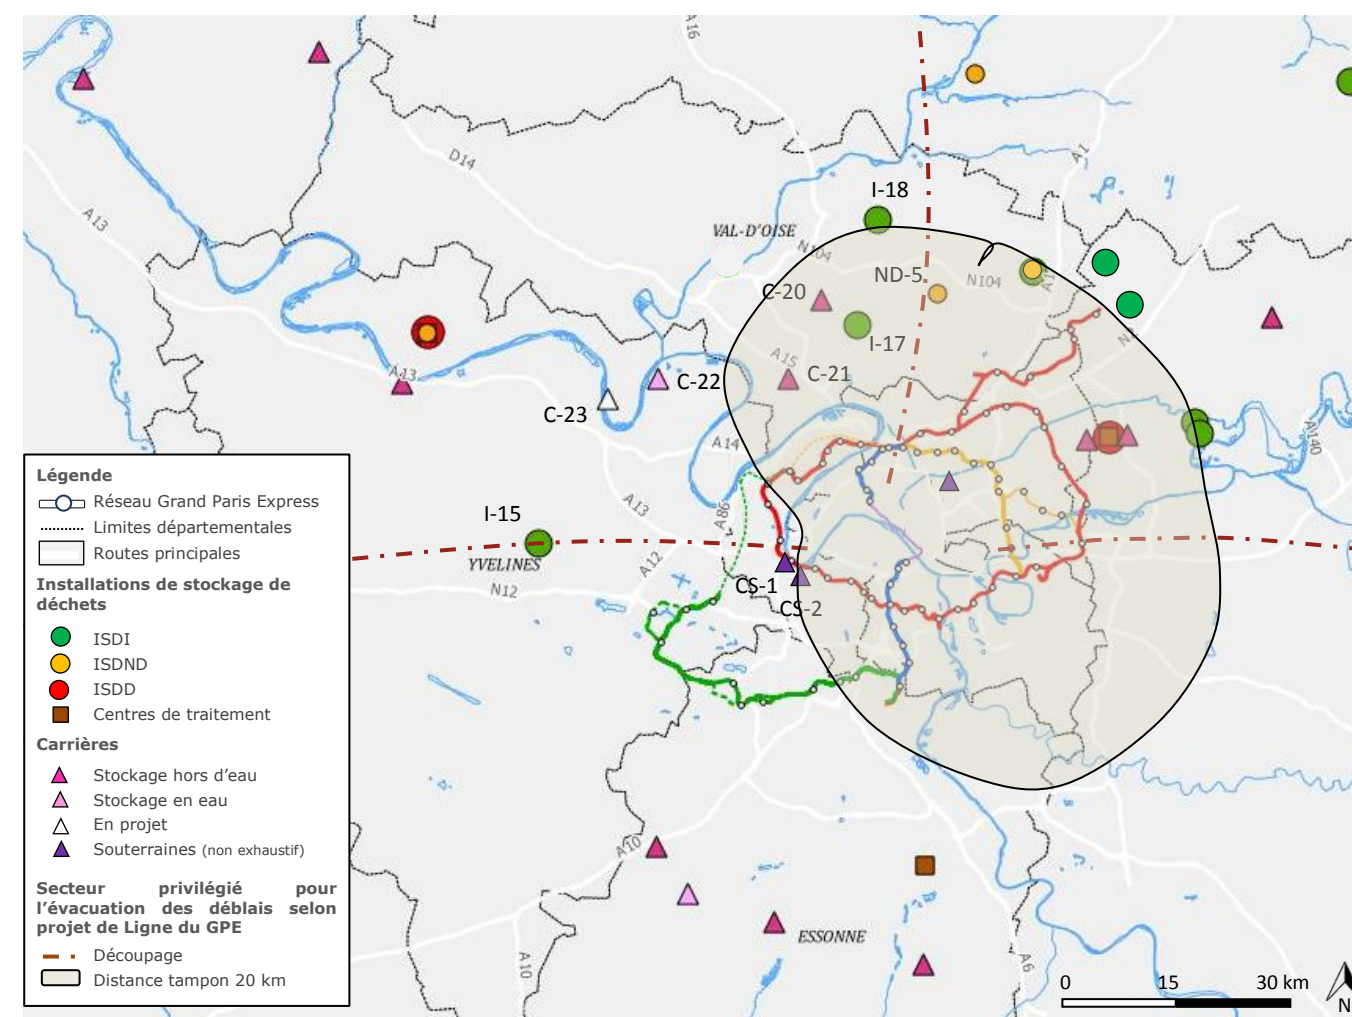 A16
D14
A1
A13
I-18
VAL-D'OISE
N104
ND-5
N104
A1
C-20
N2
I-17
A15
C-21
C-22
A13
C-23
A14
A140
Légende
Réseau Grand Paris Express
Limites départementales
Routes principales
Installations de stockage de
déchets
ISDI
ISDND
ISDD
Centres de traitement
Carrières
Stockage hors d'eau
Stockage en eau
En projet
Souterraines (non exhaustif)
Secteur privilégié pour
l'évacuation des déblais selon
projet de Ligne du GPE
Découpage
Distance tampon 20 km
I-15
A13
A86
YVELINES
A12
N12
CS-1
CS-2
A10
ESSONNE
A10
A6
0 15 30 km
N